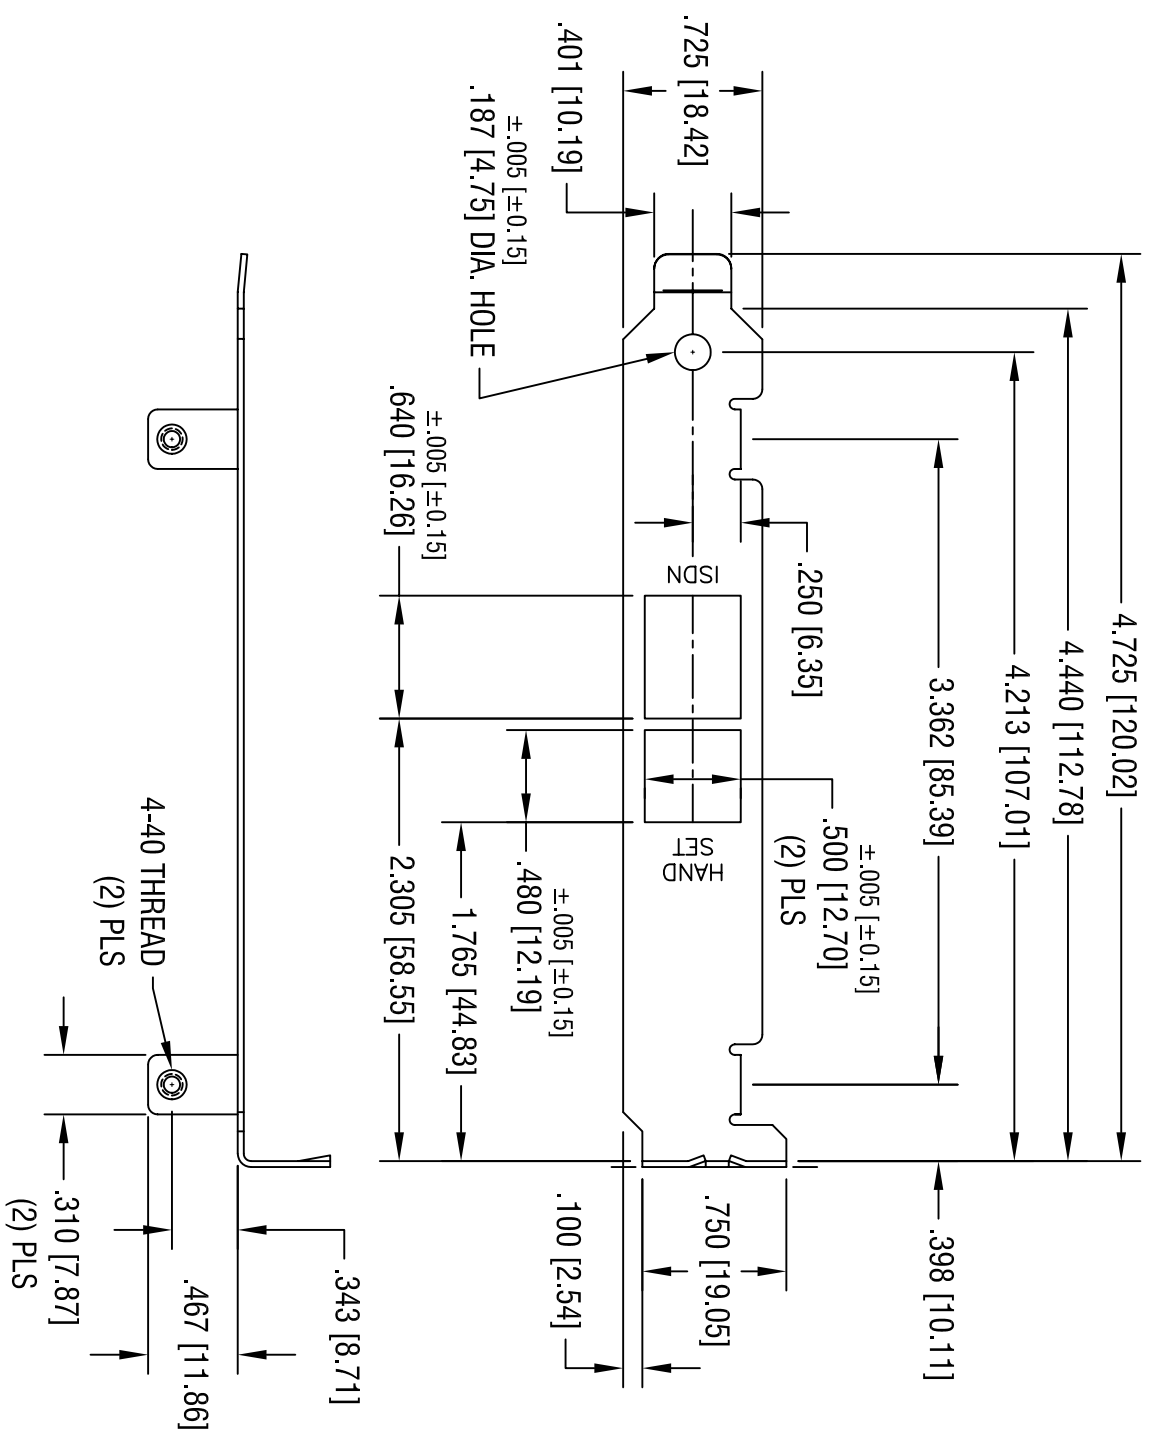 4.725 [120.02]
4.440 [112.78]
4.213 [107.01]
3.362 [85.39]
.398 [10.11]
.250 [6.35]
±.005 [±0.15]
.500 [12.70]
(2) PLS
.725 [18.42]
.401 [10.19]
±.005 [±0.15]
.187 [4.75] DIA. HOLE
ISDN
HAND
SET
.750 [19.05]
.100 [2.54]
±.005 [±0.15]
.640 [16.26]
±.005 [±0.15]
.480 [12.19]
1.765 [44.83]
2.305 [58.55]
.343 [8.71]
.467 [11.86]
4-40 THREAD
(2) PLS
.310 [7.87]
(2) PLS